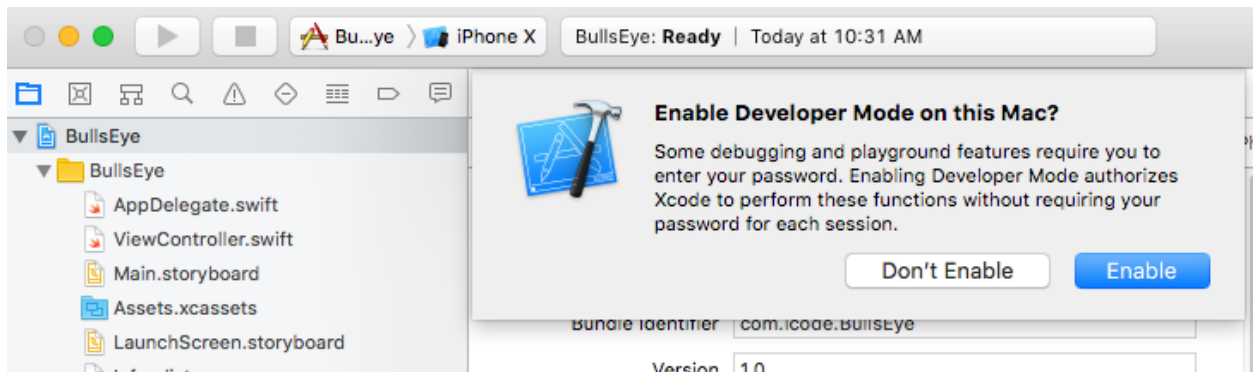 Bu...ye
iPhone X
BullsEye: Ready | Today at 10:31 AM
BullsEye
BullsEye
AppDelegate.swift
ViewController.swift
Main.storyboard
Assets.xcassets
LaunchScreen.storyboard
Enable Developer Mode on this Mac?
Some debugging and playground features require you to
enter your password. Enabling Developer Mode authorizes
Xcode to perform these functions without requiring your
password for each session.
Don't Enable
Enable
Bundle Identifier
com.icode.BullsEye
Version
1.0